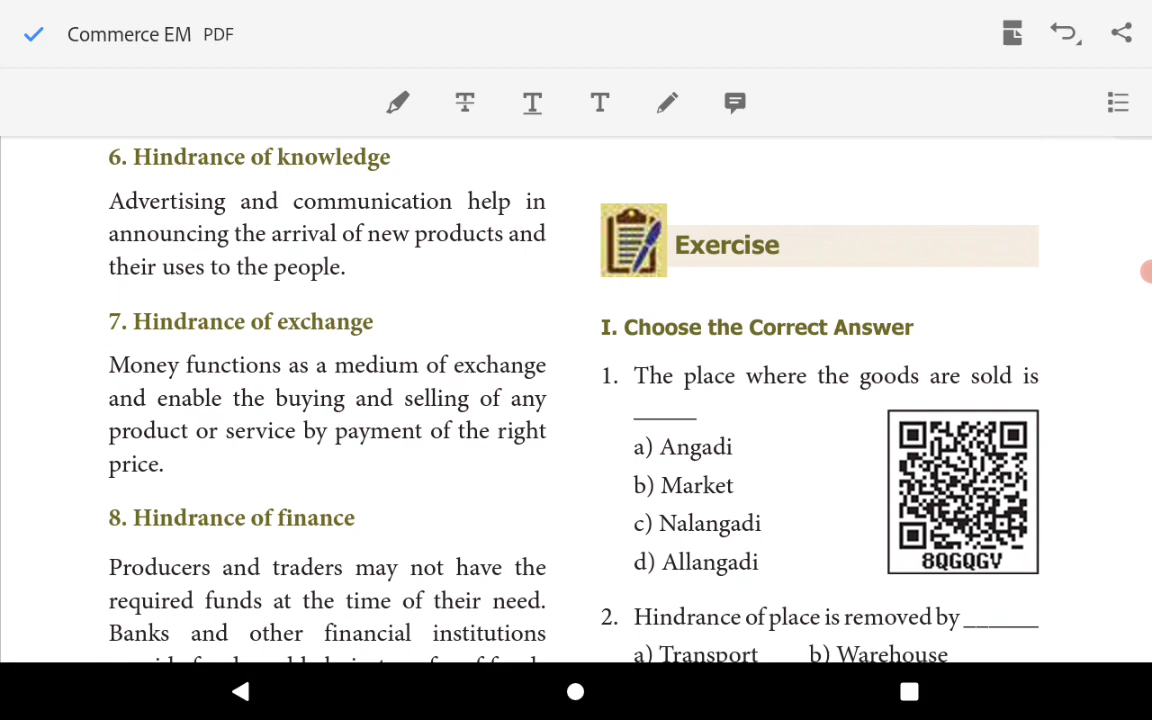 Commerce EM PDF
6. Hindrance of knowledge
Advertising and communication help in
announcing the arrival of new products and
their uses to the people.
7. Hindrance of exchange
Money functions as a medium of exchange
and enable the buying and selling of any
product or service by payment of the right
price.
8. Hindrance of finance
Producers and traders may not have the
required funds at the time of their need.
Banks and other financial institutions
Exercise
I. Choose the Correct Answer
1. The place where the goods are sold is
______
a) Angadi
b) Market
c) Nalangadi
d) Allangadi
8QGQGV
2. Hindrance of place is removed by ______
a) Transport b) Warehouse